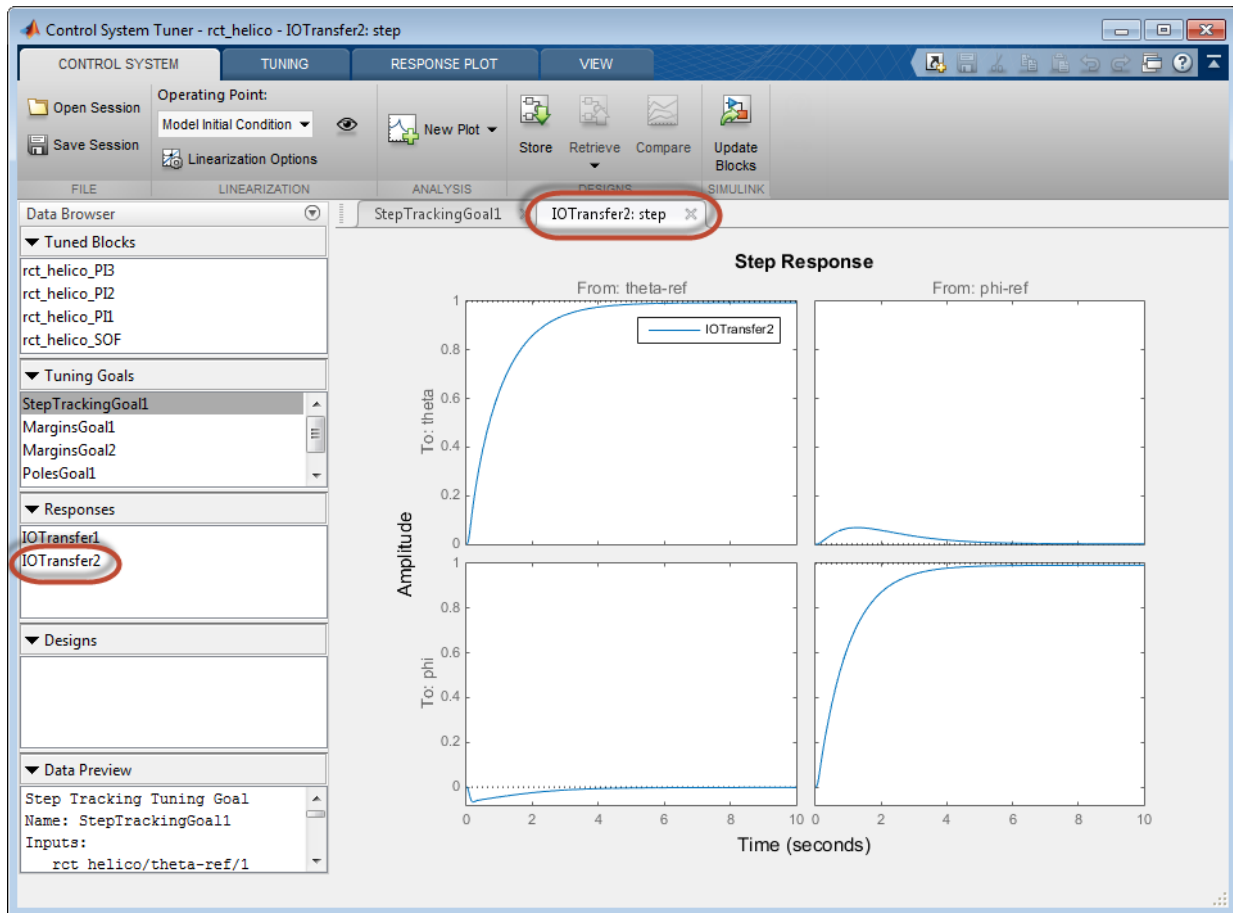 Control System Tuner - rct_helico - IOTransfer2: step
CONTROL SYSTEM TUNING RESPONSE PLOT VIEW
Open Session
Save Session
FILE
Operating Point:
Model Initial Condition
Linearization Options
LINEARIZATION
New Plot
ANALYSIS
Store Retrieve Compare
DESIGNS
Update
Blocks
SIMULINK
Data Browser
Tuned Blocks
rct_helico_PI3
rct_helico_PI2
rct_helico_PI1
rct_helico_SOF
Tuning Goals
StepTrackingGoal1
MarginsGoal1
MarginsGoal2
PolesGoal1
Responses
IOTransfer1
IOTransfer2
Designs
Data Preview
Step Tracking Tuning Goal
Name: StepTrackingGoal1
Inputs:
rct_helico/theta-ref/1
StepTrackingGoal1 IOTransfer2: step
Step Response
From: theta-ref From: phi-ref
IOTransfer2
To: theta
1
0.8
0.6
0.4
0.2
0
Amplitude
To: phi
1
0.8
0.6
0.4
0.2
0
0 2 4 6 8 10 0 2 4 6 8 10
Time (seconds)